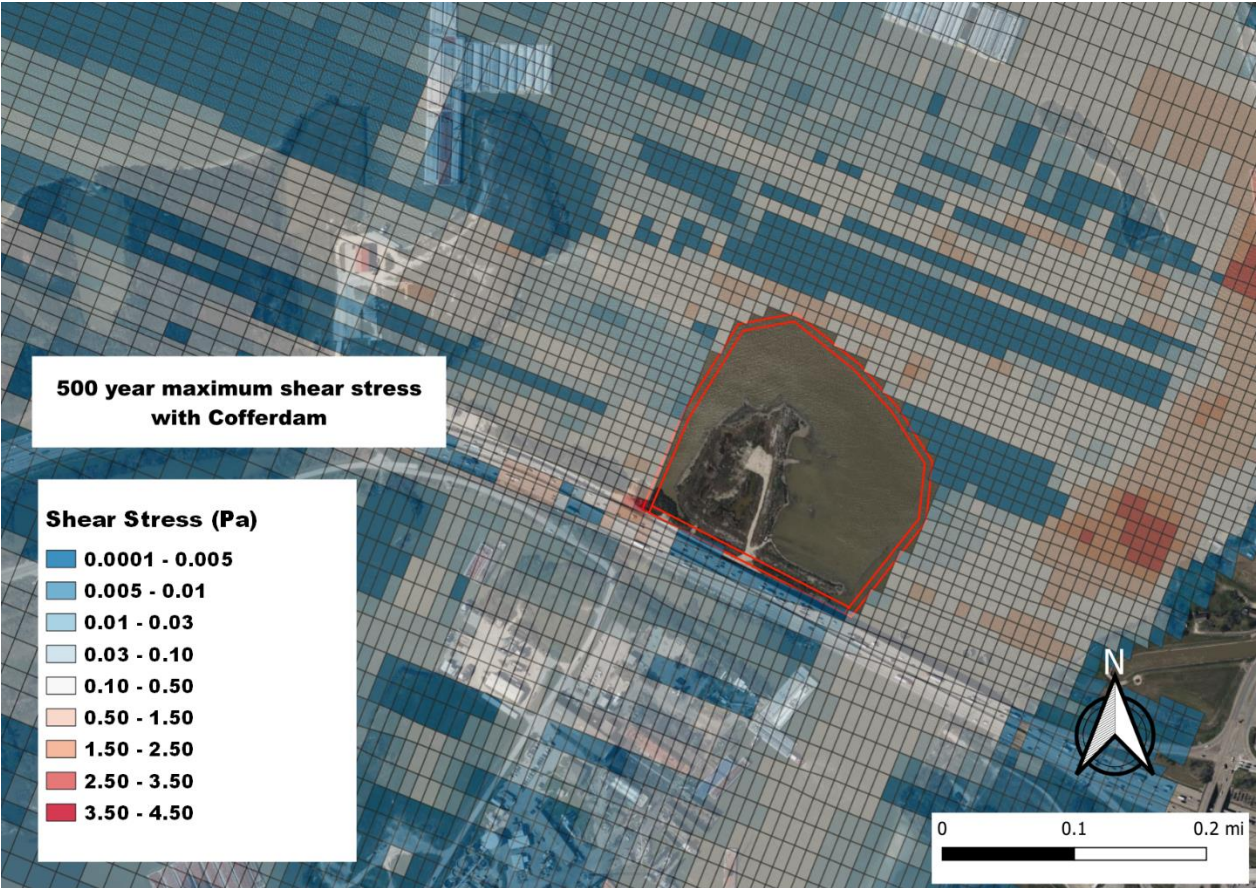 500 year maximum shear stress
with Cofferdam
Shear Stress (Pa)
0.0001 - 0.005
0.005 - 0.01
0.01 - 0.03
0.03 - 0.10
0.10 - 0.50
0.50 - 1.50
1.50 - 2.50
2.50 - 3.50
3.50 - 4.50
N
0 0.1 0.2 mi